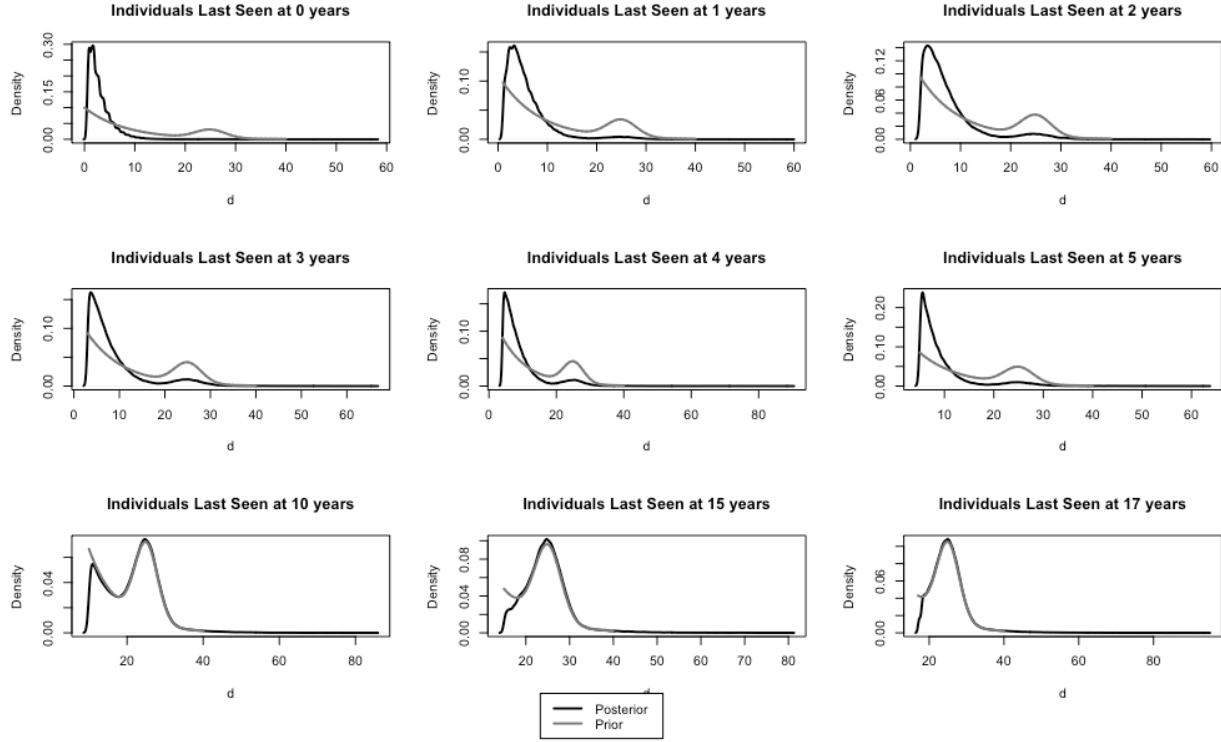 Individuals Last Seen at 0 years
Individuals Last Seen at 1 years
Individuals Last Seen at 2 years
Density
0.00 0.15 0.30
0 10 20 30 40 50 60
d
Density
0.00 0.10
0 10 20 30 40 50 60
d
Density
0.00 0.06 0.12
0 10 20 30 40 50 60
d
Individuals Last Seen at 3 years
Individuals Last Seen at 4 years
Individuals Last Seen at 5 years
Density
0.00 0.10
0 10 20 30 40 50 60
d
Density
0.00 0.10
0 20 40 60 80
d
Density
0.00 0.10 0.20
10 20 30 40 50 60
d
Individuals Last Seen at 10 years
Individuals Last Seen at 15 years
Individuals Last Seen at 17 years
Density
0.00 0.04
20 40 60 80
d
Density
0.00 0.04 0.08
20 30 40 50 60 70 80
d
Density
0.00 0.06
20 40 60 80
d
Posterior
Prior